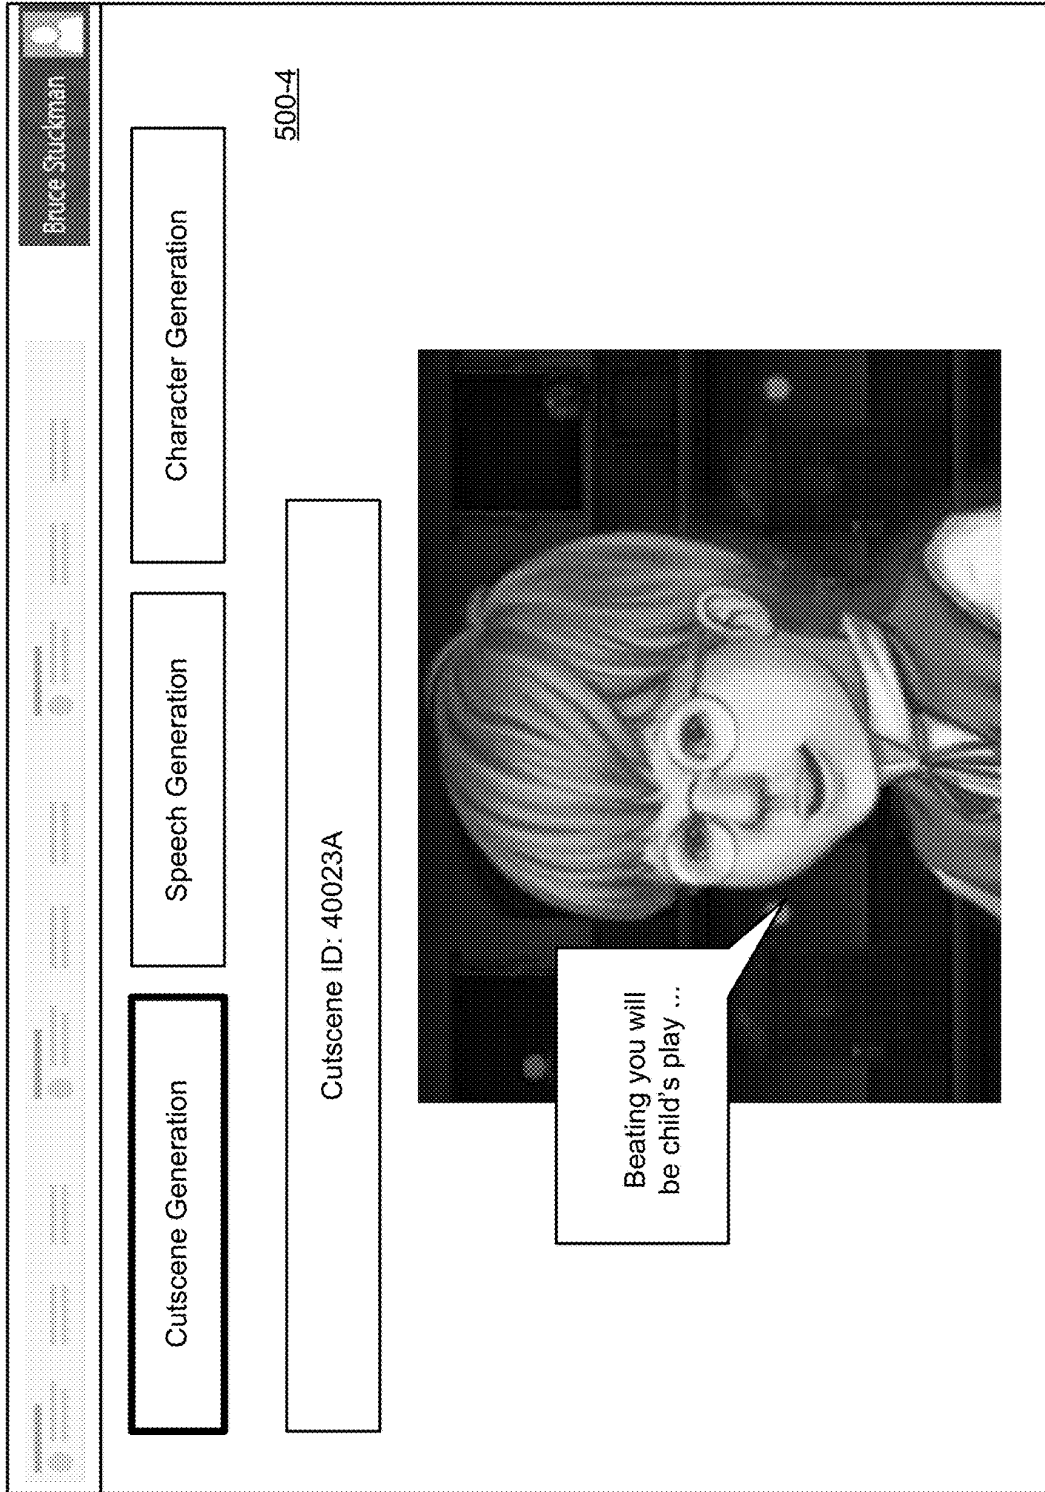 Bruce Stuckman
Cutscene Generation
Speech Generation
Character Generation
500-4
Cutscene ID: 40023A
Beating you will
be child's play ...